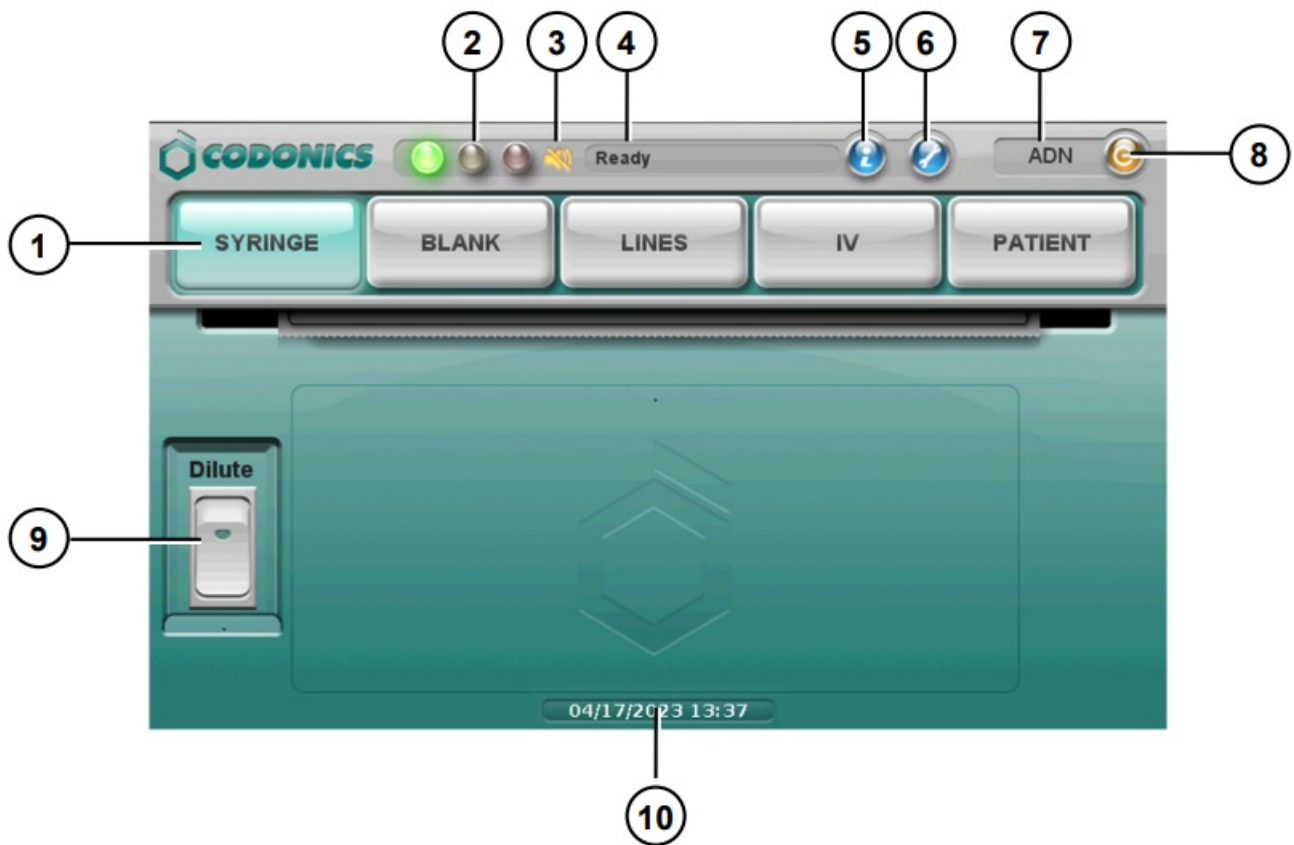 2 3 4 5 6 7
CODONICS Ready i ? ADN
8
1
SYRINGE BLANK LINES IV PATIENT
Dilute
9
04/17/2023 13:37
10